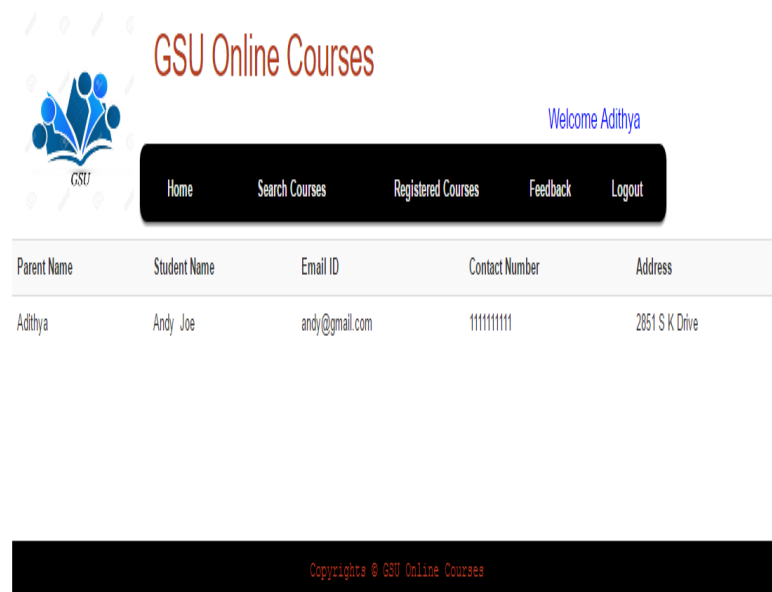 GSU Online Courses
Welcome Adithya
GSU
Home Search Courses Registered Courses Feedback Logout
Parent Name Student Name Email ID Contact Number Address
Adithya Andy Joe andy@gmail.com 1111111111 2851 S K Drive
Copyrights © GSU Online Courses